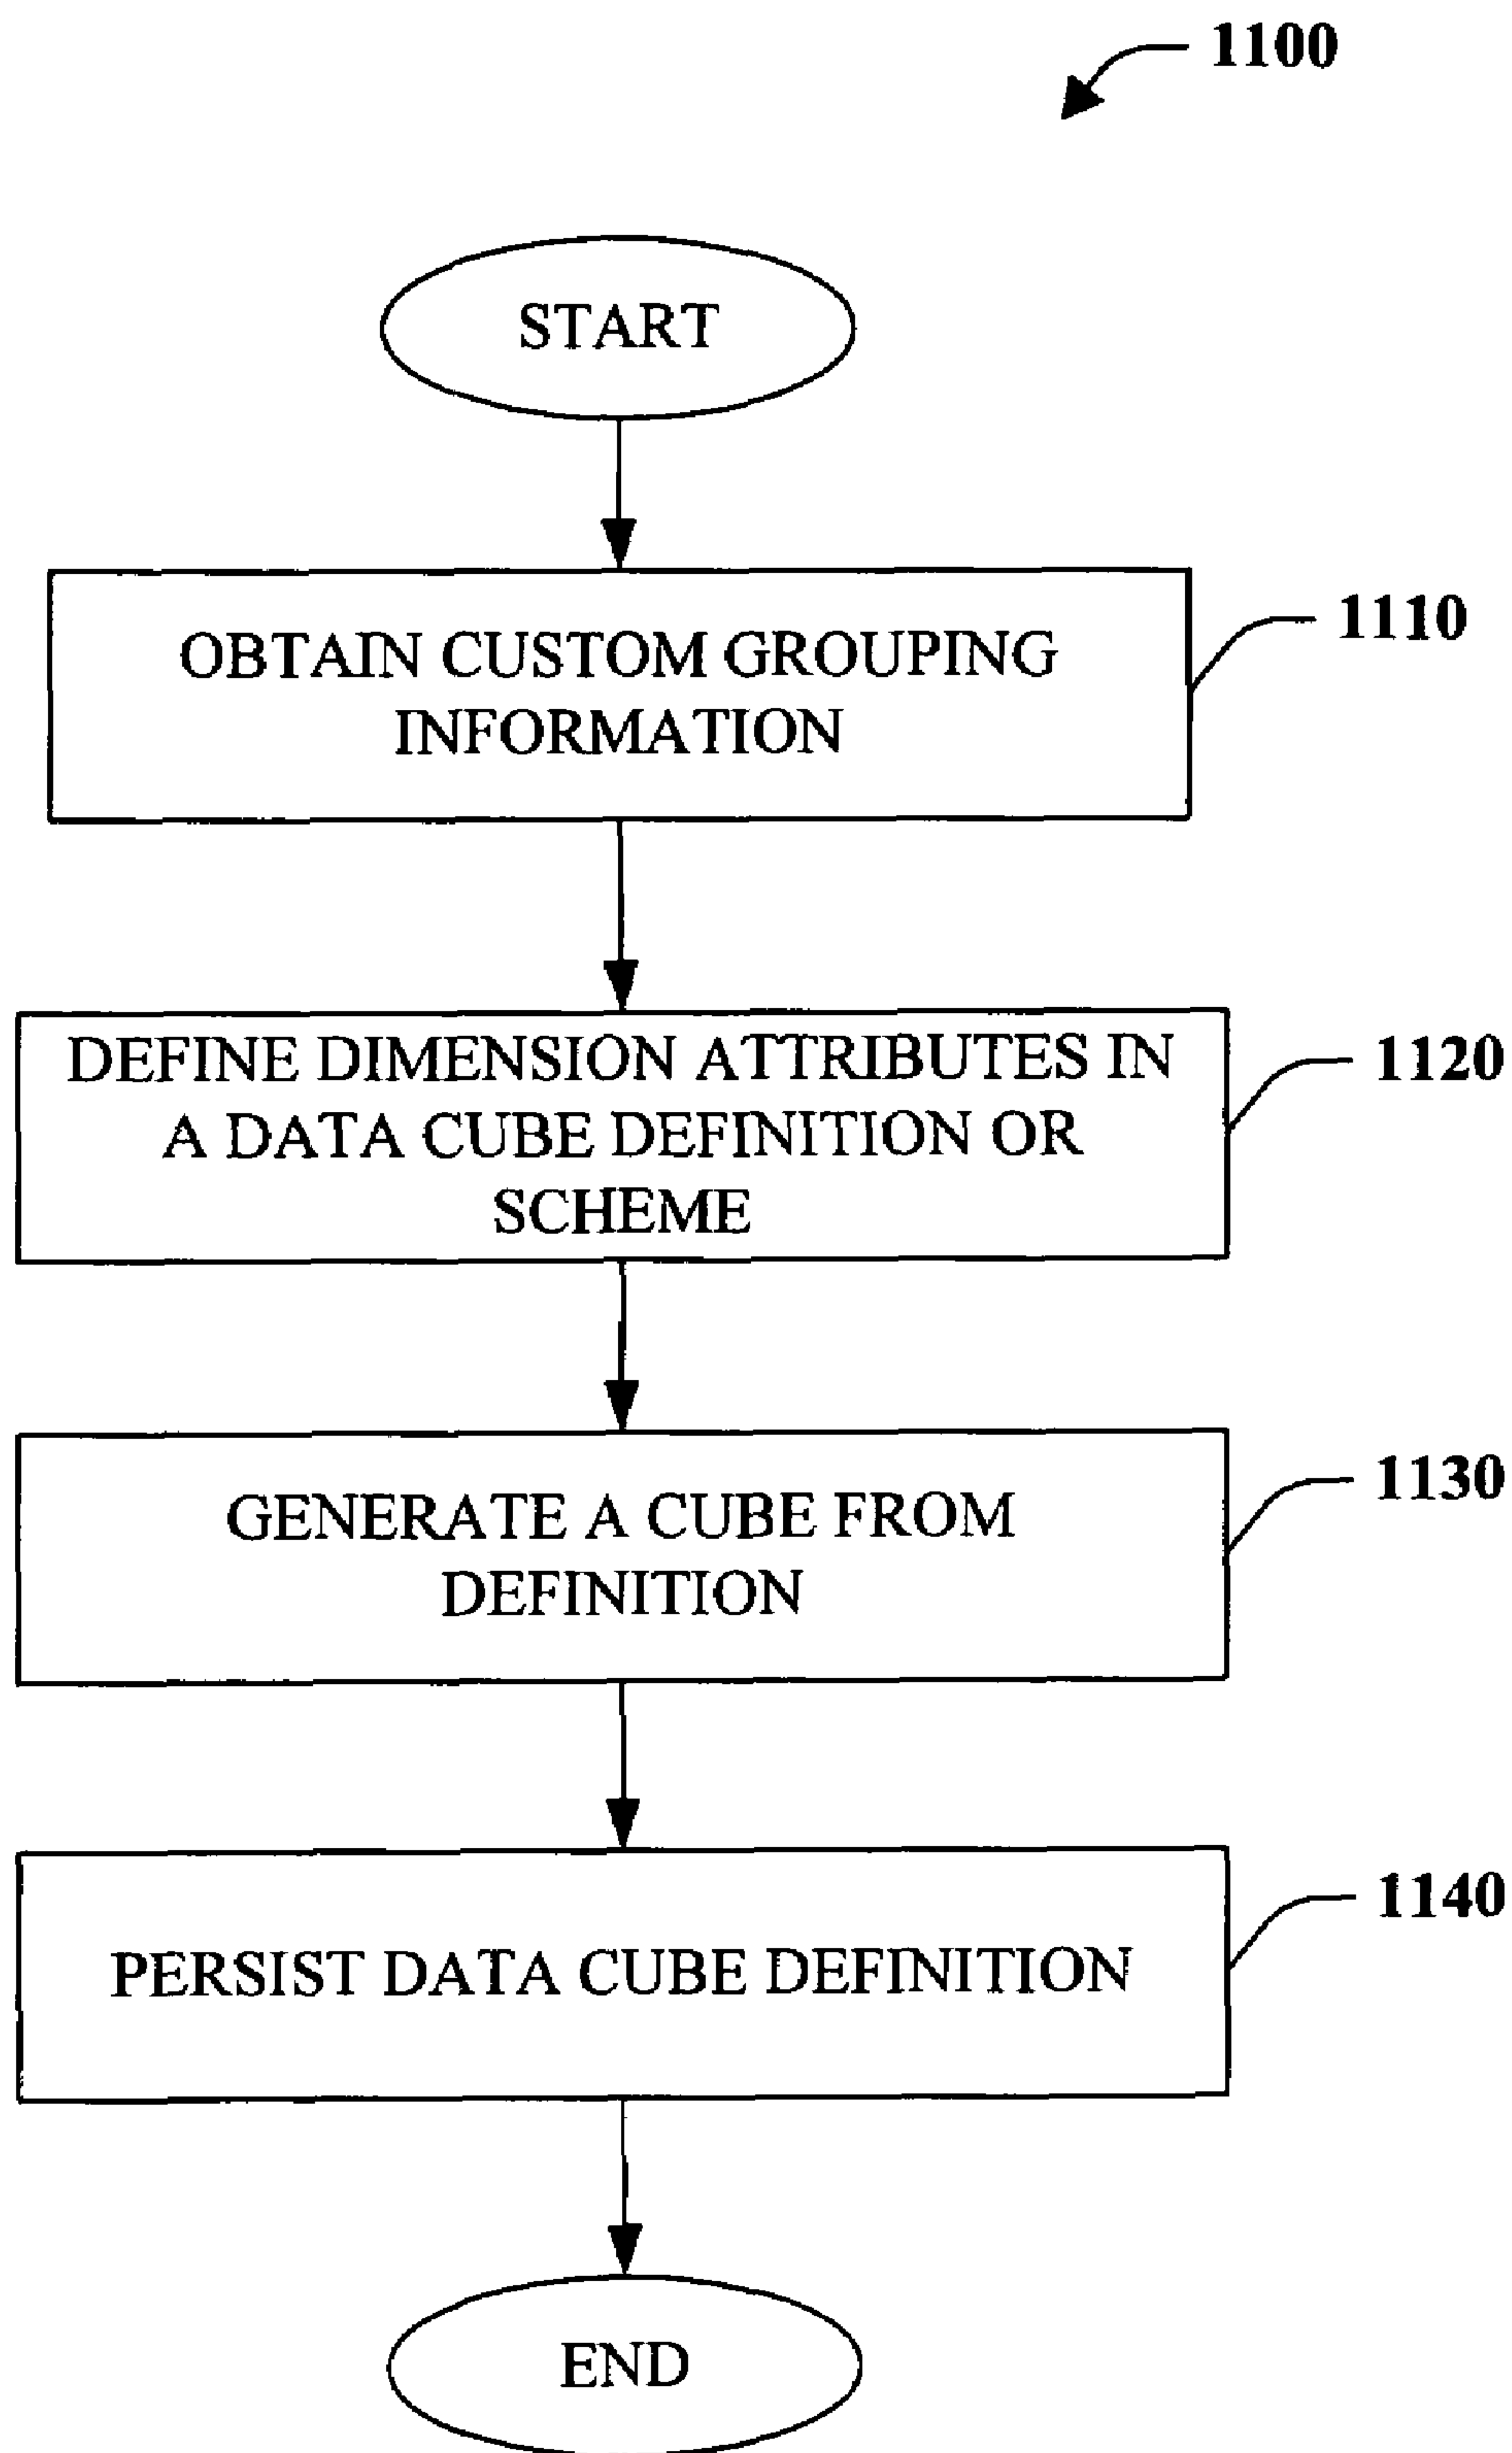 1100
START
OBTAIN CUSTOM GROUPING
INFORMATION
1110
DEFINE DIMENSION ATTRIBUTES IN
A DATA CUBE DEFINITION OR
SCHEME
1120
GENERATE A CUBE FROM
DEFINITION
1130
PERSIST DATA CUBE DEFINITION
1140
END